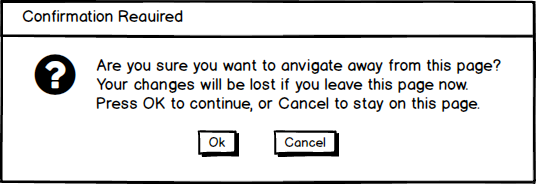 Confirmation Reauired
Are you sure you want to anvigate away from this page?
Your changes will be lost if you leave this page now.
Press OK to continue, or Cancel to stay on this page.
Ok
Cancel